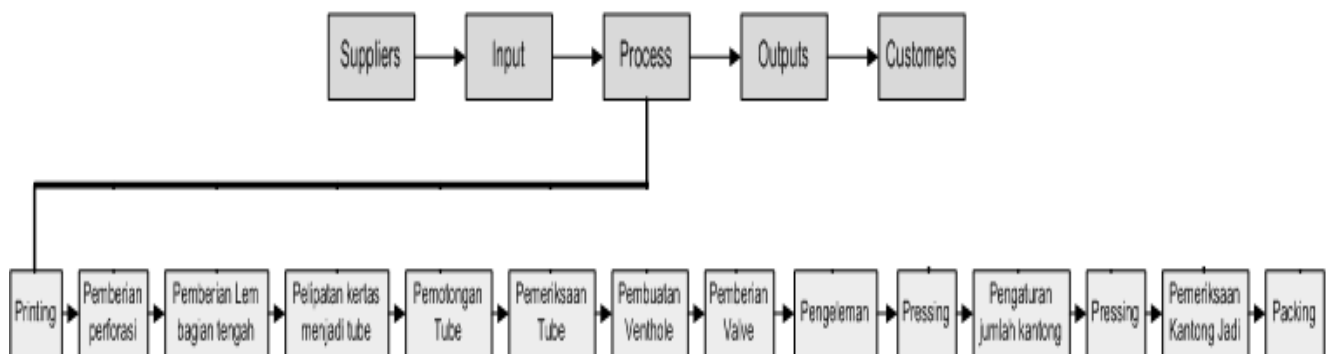 Suppliers
Input
Process
Outputs
Customers
Printing
Pemberian
perforasi
Pemberian Lem
bagian tengah
Pelipatan kertas
menjadi tube
Pemotongan
Tube
Pemeriksaan
Tube
Pembuatan
Venthole
Pemberian
Valve
Pengeleman
Pressing
Pengaturan
jumlah kantong
Pressing
Pemeriksaan
Kantong Jadi
Packing